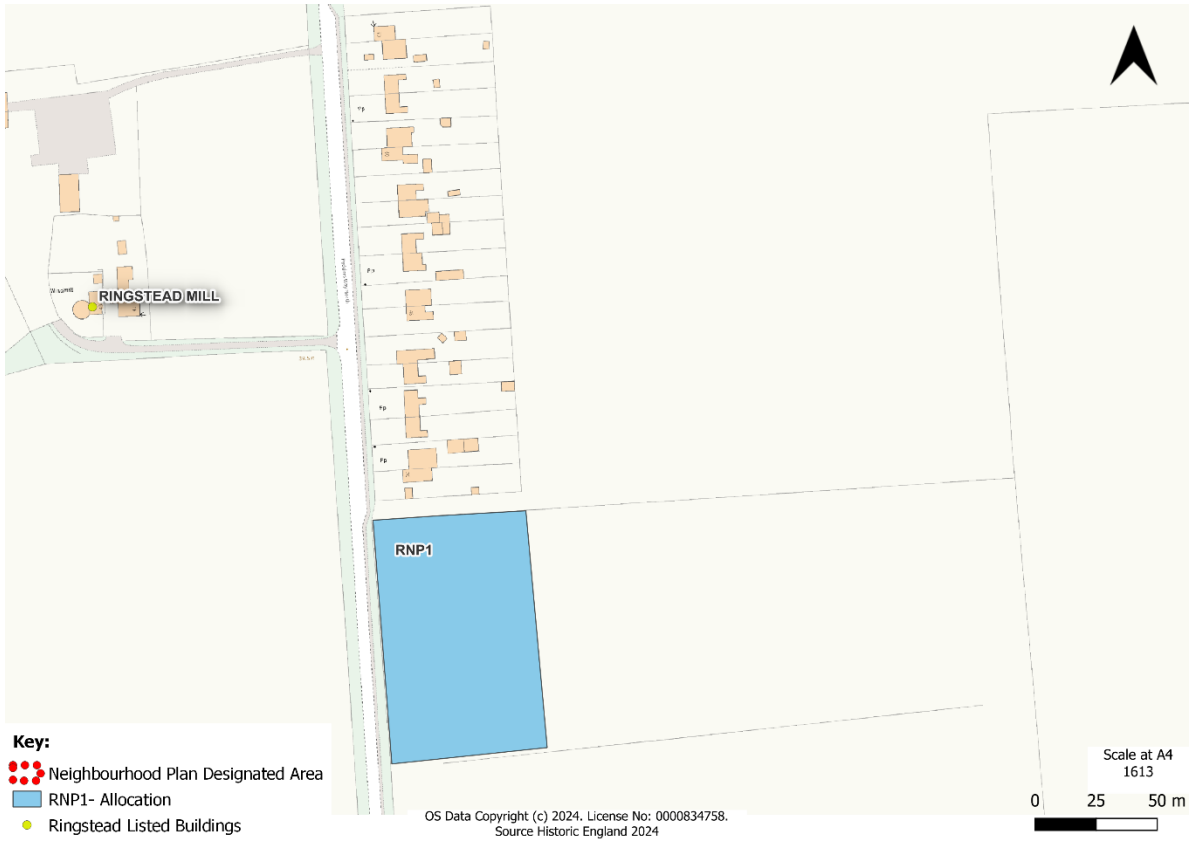 RINGSTEAD MILL
RNP1
Key:
Neighbourhood Plan Designated Area
RNP1- Allocation
Ringstead Listed Buildings
OS Data Copyright (c) 2024. License No: 0000834758.
Source Historic England 2024
Scale at A4
1613
0 25 50 m